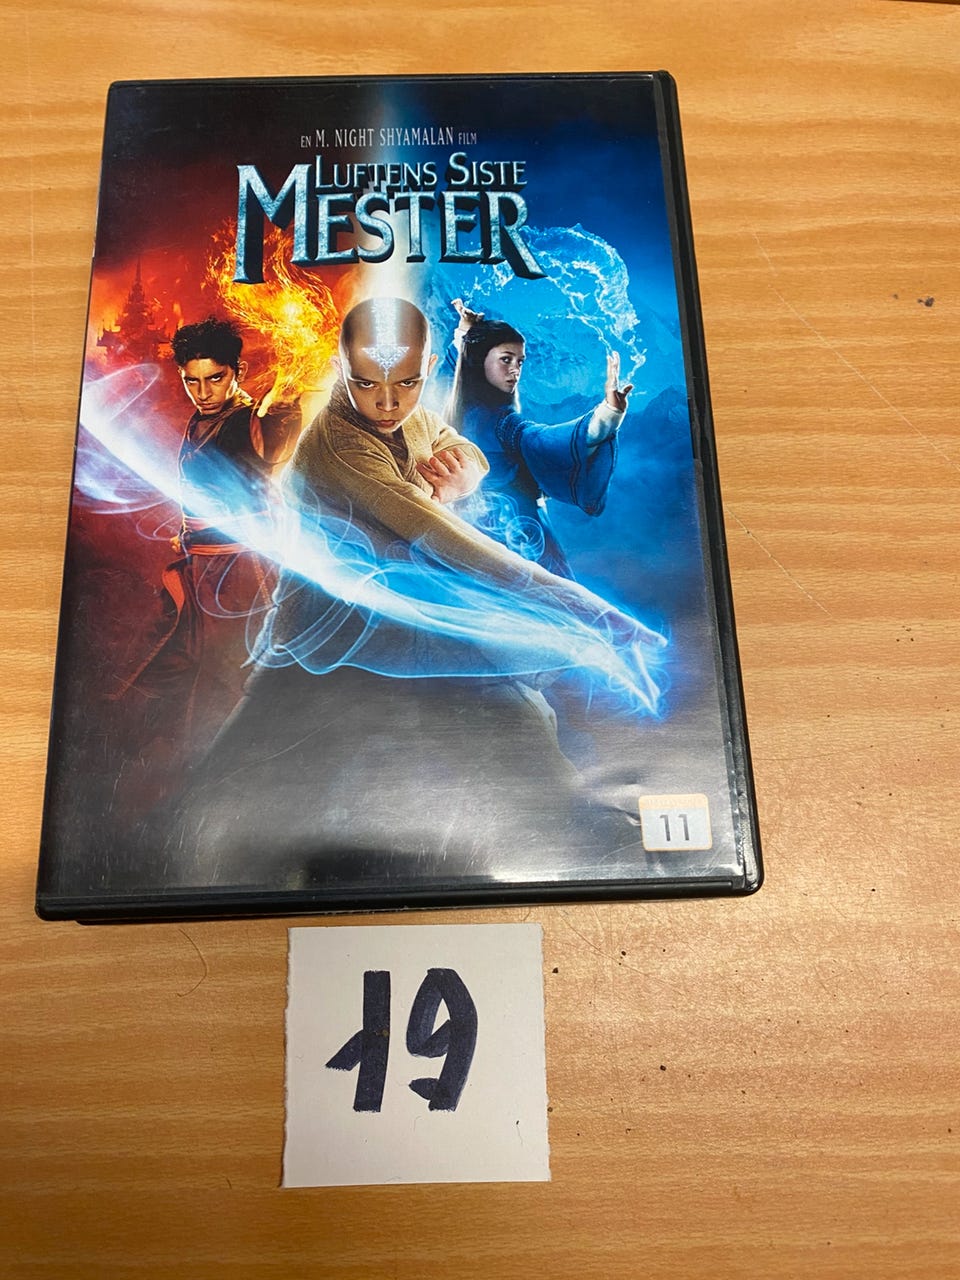 EN M. NIGHT SHYAMALAN FILM
LUFTENS SISTE
MESTER
11
19